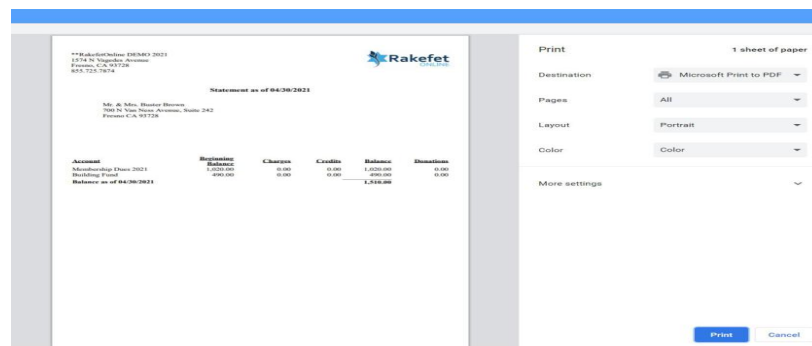 **RakefetOnline DEMO 2021
1574 N Vagedes Avenue
Fresno, CA 93728
855.725.7874
Rakefet
ONLINE
Statement as of 04/30/2021
Mr. & Mrs. Buster Brown
700 N Van Ness Avenue, Suite 242
Fresno CA 93728
Account Beginning Balance Charges Credits Balance Donations
Membership Dues 2021 1,020.00 0.00 0.00 1,020.00 0.00
Building Fund 490.00 0.00 0.00 490.00 0.00
Balance as of 04/30/2021 1,510.00
Print 1 sheet of paper
Destination Microsoft Print to PDF
Pages All
Layout Portrait
Color Color
More settings
Print Cancel